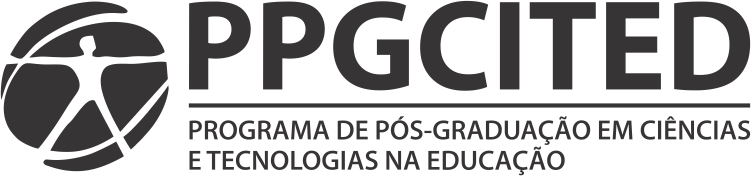 PPGCITED
PROGRAMA DE PÓS-GRADUAÇÃO EM CIÊNCIAS
E TECNOLOGIAS NA EDUCAÇÃO